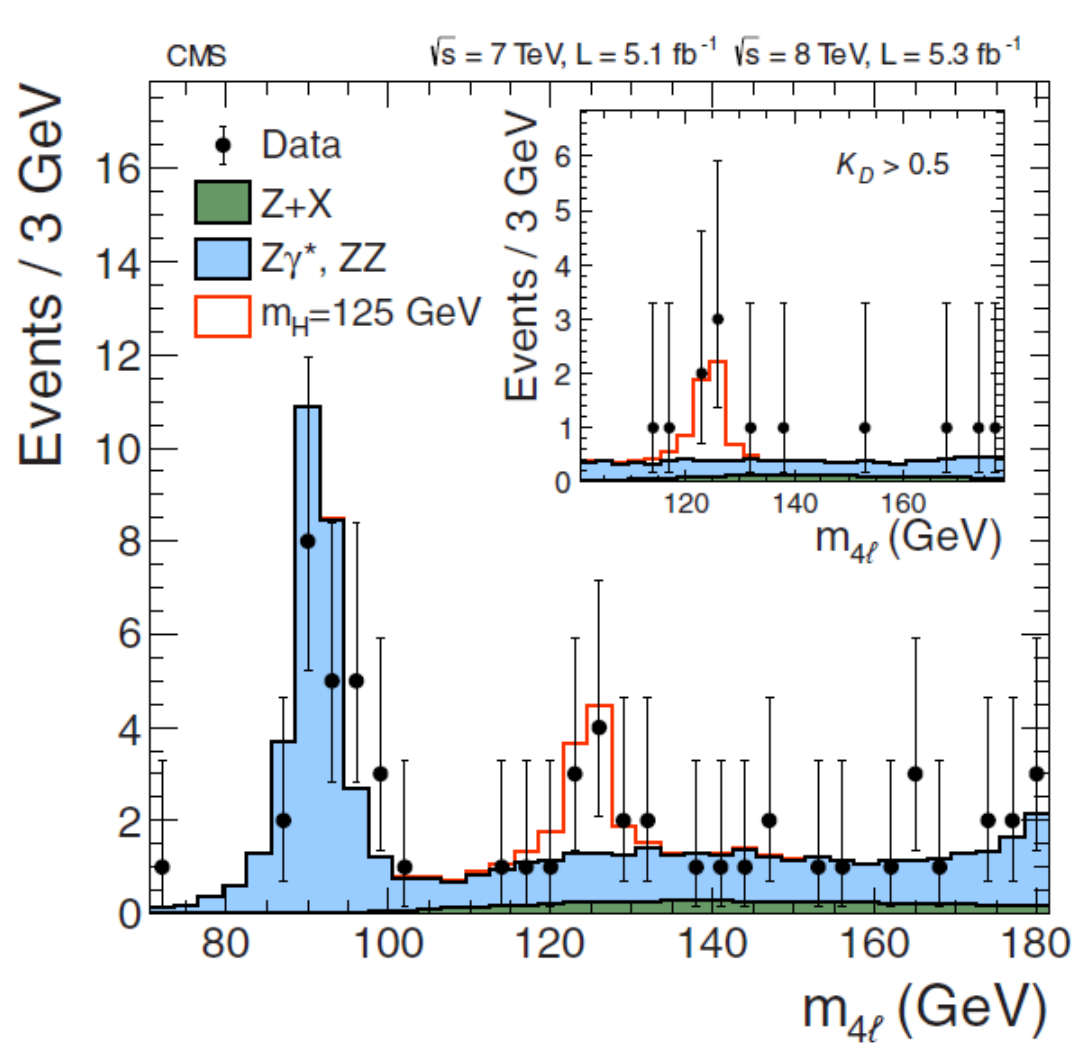 CMS √s = 7 TeV, L = 5.1 fb⁻¹ √s = 8 TeV, L = 5.3 fb⁻¹
Events / 3 GeV
16
14
12
10
8
6
4
2
0
Data
Z+X
Zγ*, ZZ
m_H=125 GeV
80 100 120 140 160 180
m_4ℓ (GeV)
Events / 3 GeV
K_D > 0.5
6
5
4
3
2
1
0
120 140 160
m_4ℓ (GeV)